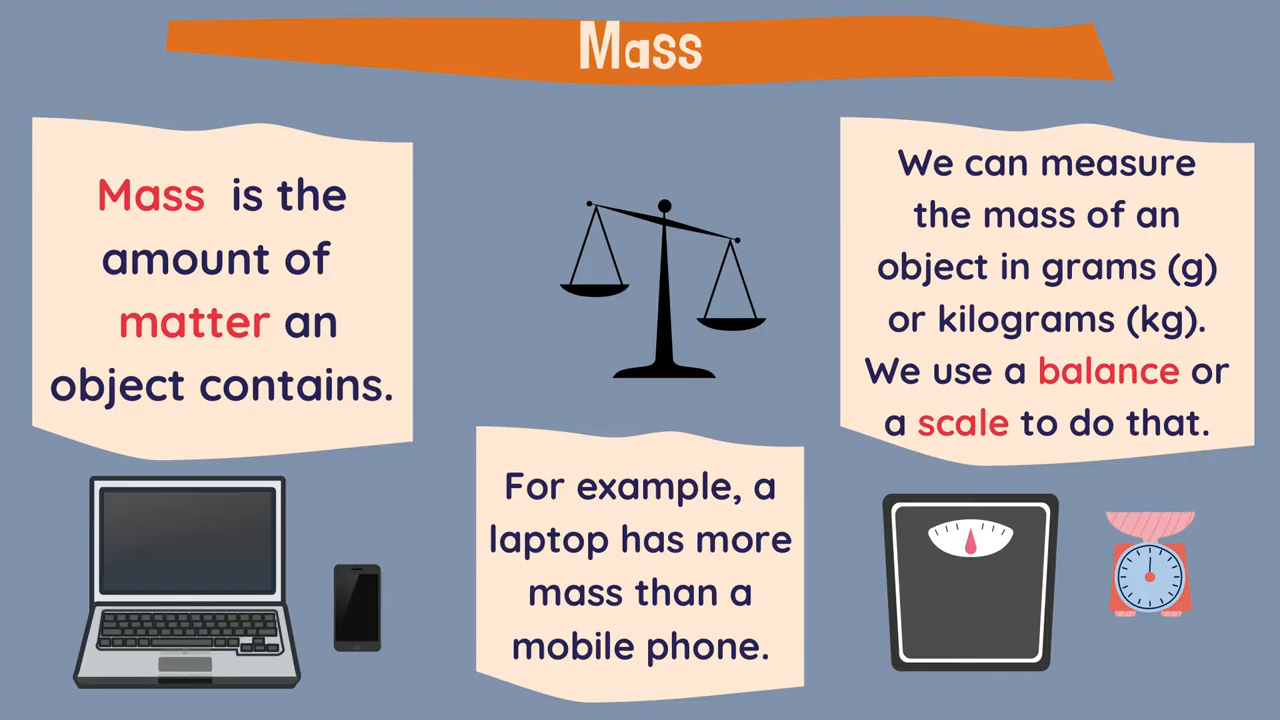 Mass
Mass is the
amount of
matter an
object contains.
For example, a
laptop has more
mass than a
mobile phone.
We can measure
the mass of an
object in grams (g)
or kilograms (kg).
We use a balance or
a scale to do that.